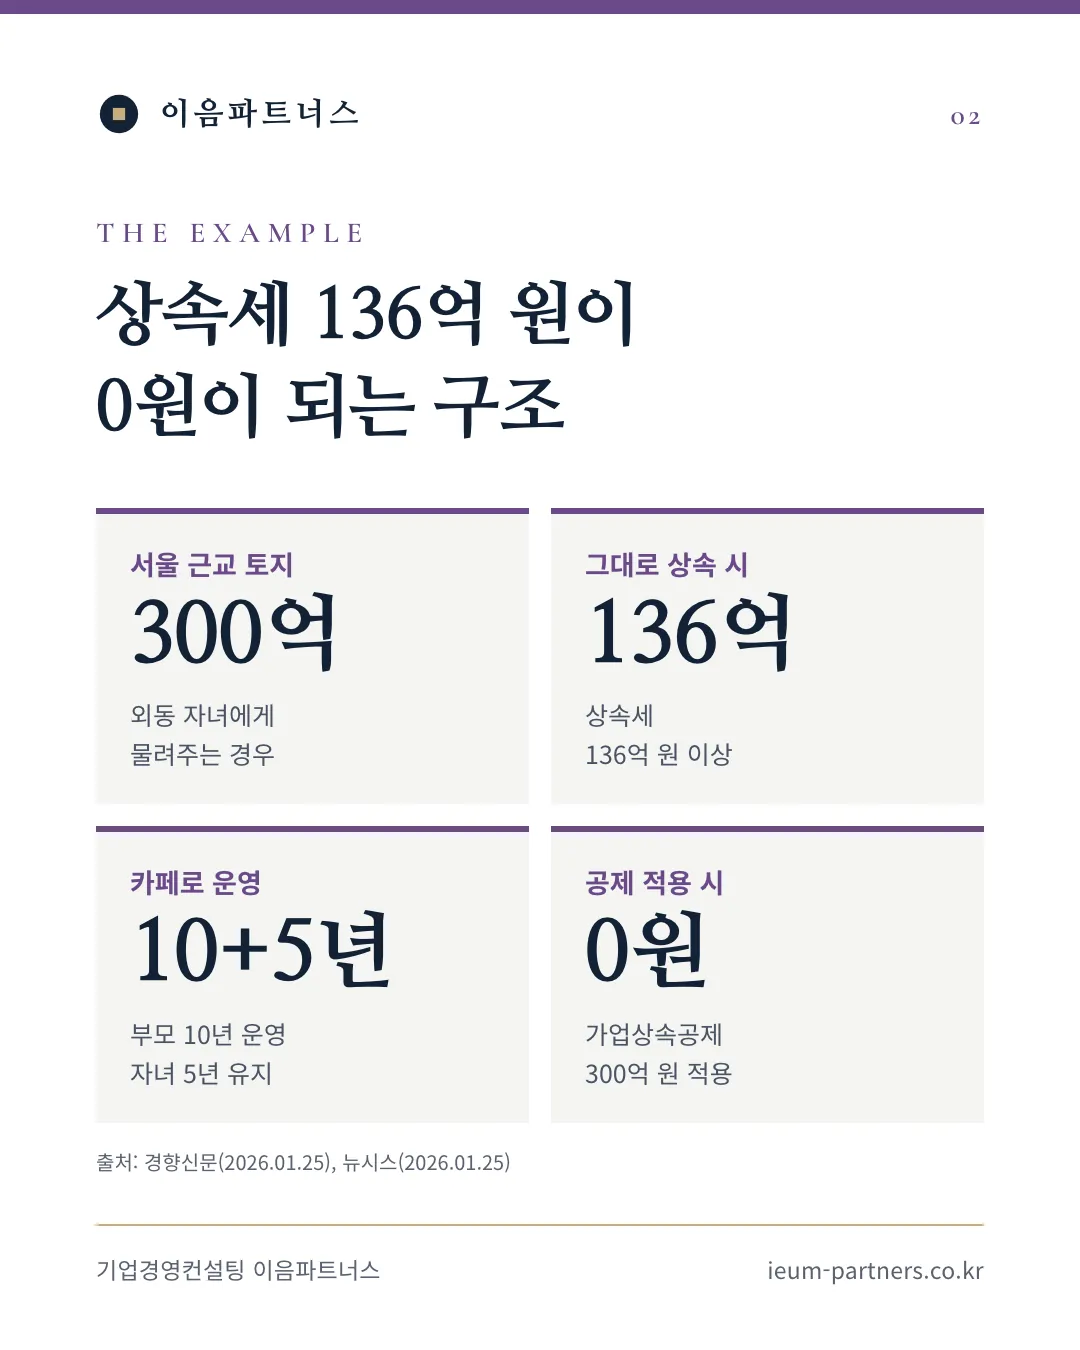 이음파트너스
02
THE EXAMPLE
상속세 136억 원이
0원이 되는 구조
서울 근교 토지
300억
외동 자녀에게
물려주는 경우
그대로 상속 시
136억
상속세
136억 원 이상
카페로 운영
10+5년
부모 10년 운영
자녀 5년 유지
공제 적용 시
0원
가업상속공제
300억 원 적용
출처: 경향신문(2026.01.25), 뉴시스(2026.01.25)
기업경영컨설팅 이음파트너스
ieum-partners.co.kr